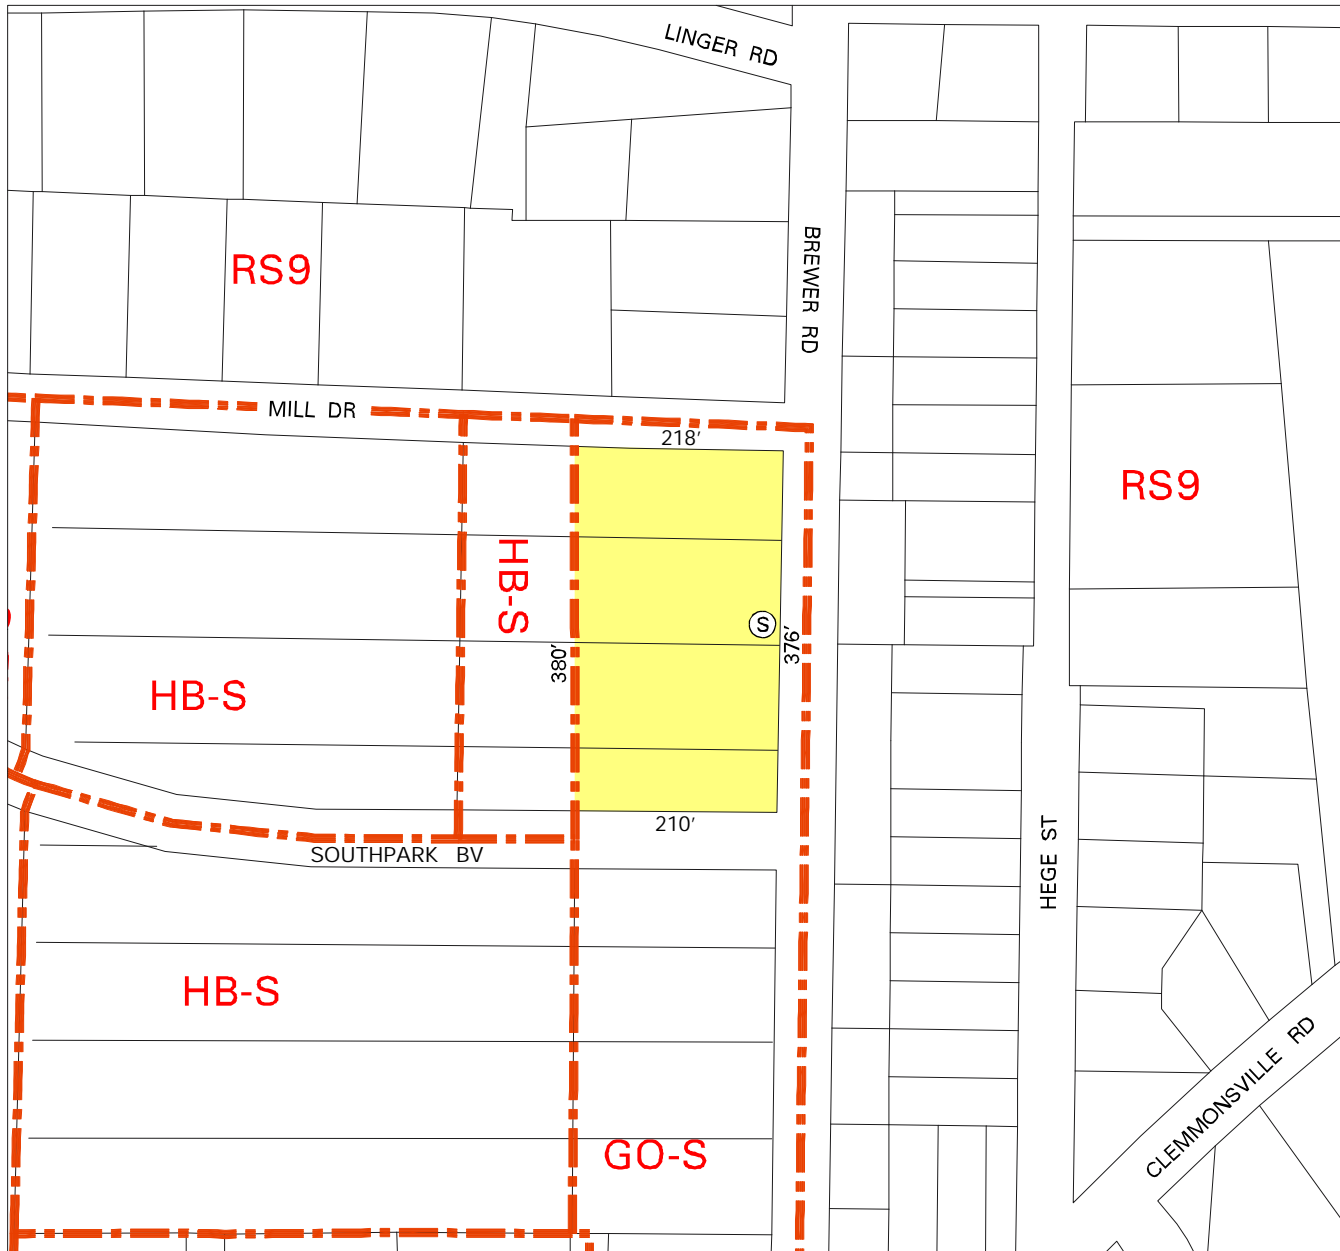 LINGER RD
BREWER RD
RS9
MILL DR
218'
RS9
HB-S
S
376'
380'
HB-S
210'
SOUTHPARK BV
HEGE ST
HB-S
CLEMMONSVILLE RD
GO-S